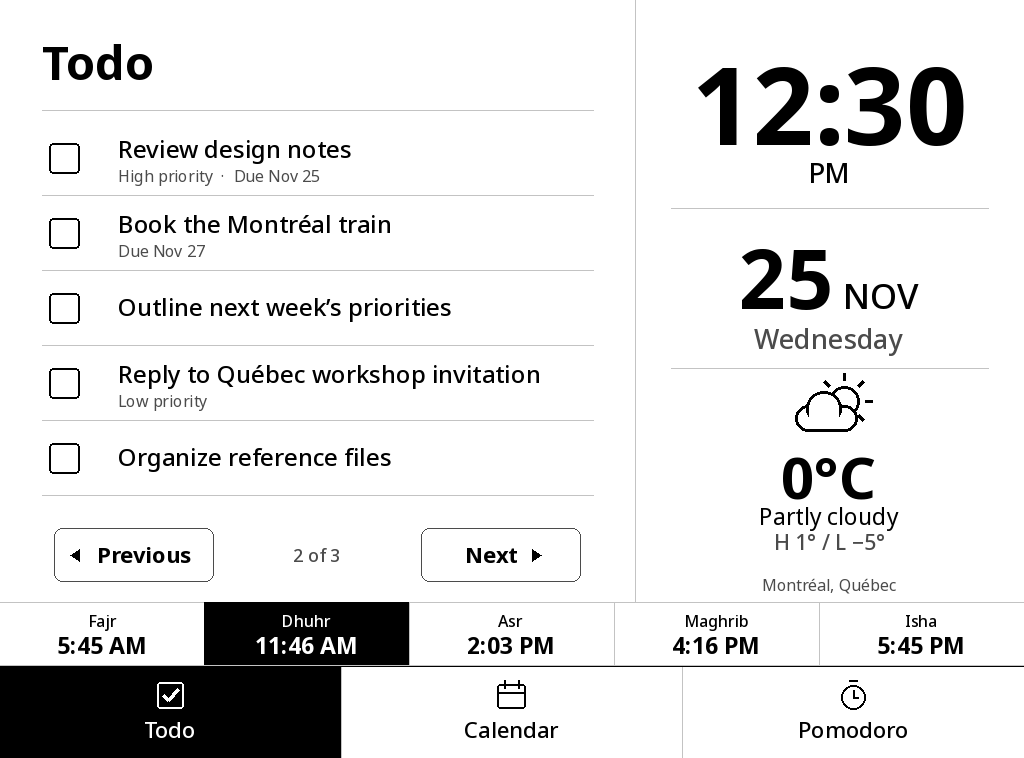 Todo
Review design notes
High priority · Due Nov 25
Book the Montréal train
Due Nov 27
Outline next week’s priorities
Reply to Québec workshop invitation
Low priority
Organize reference files
Previous
2 of 3
Next
12:30
PM
25 NOV
Wednesday
0°C
Partly cloudy
H 1° / L −5°
Montréal, Québec
Fajr
5:45 AM
Dhuhr
11:46 AM
Asr
2:03 PM
Maghrib
4:16 PM
Isha
5:45 PM
Todo
Calendar
Pomodoro